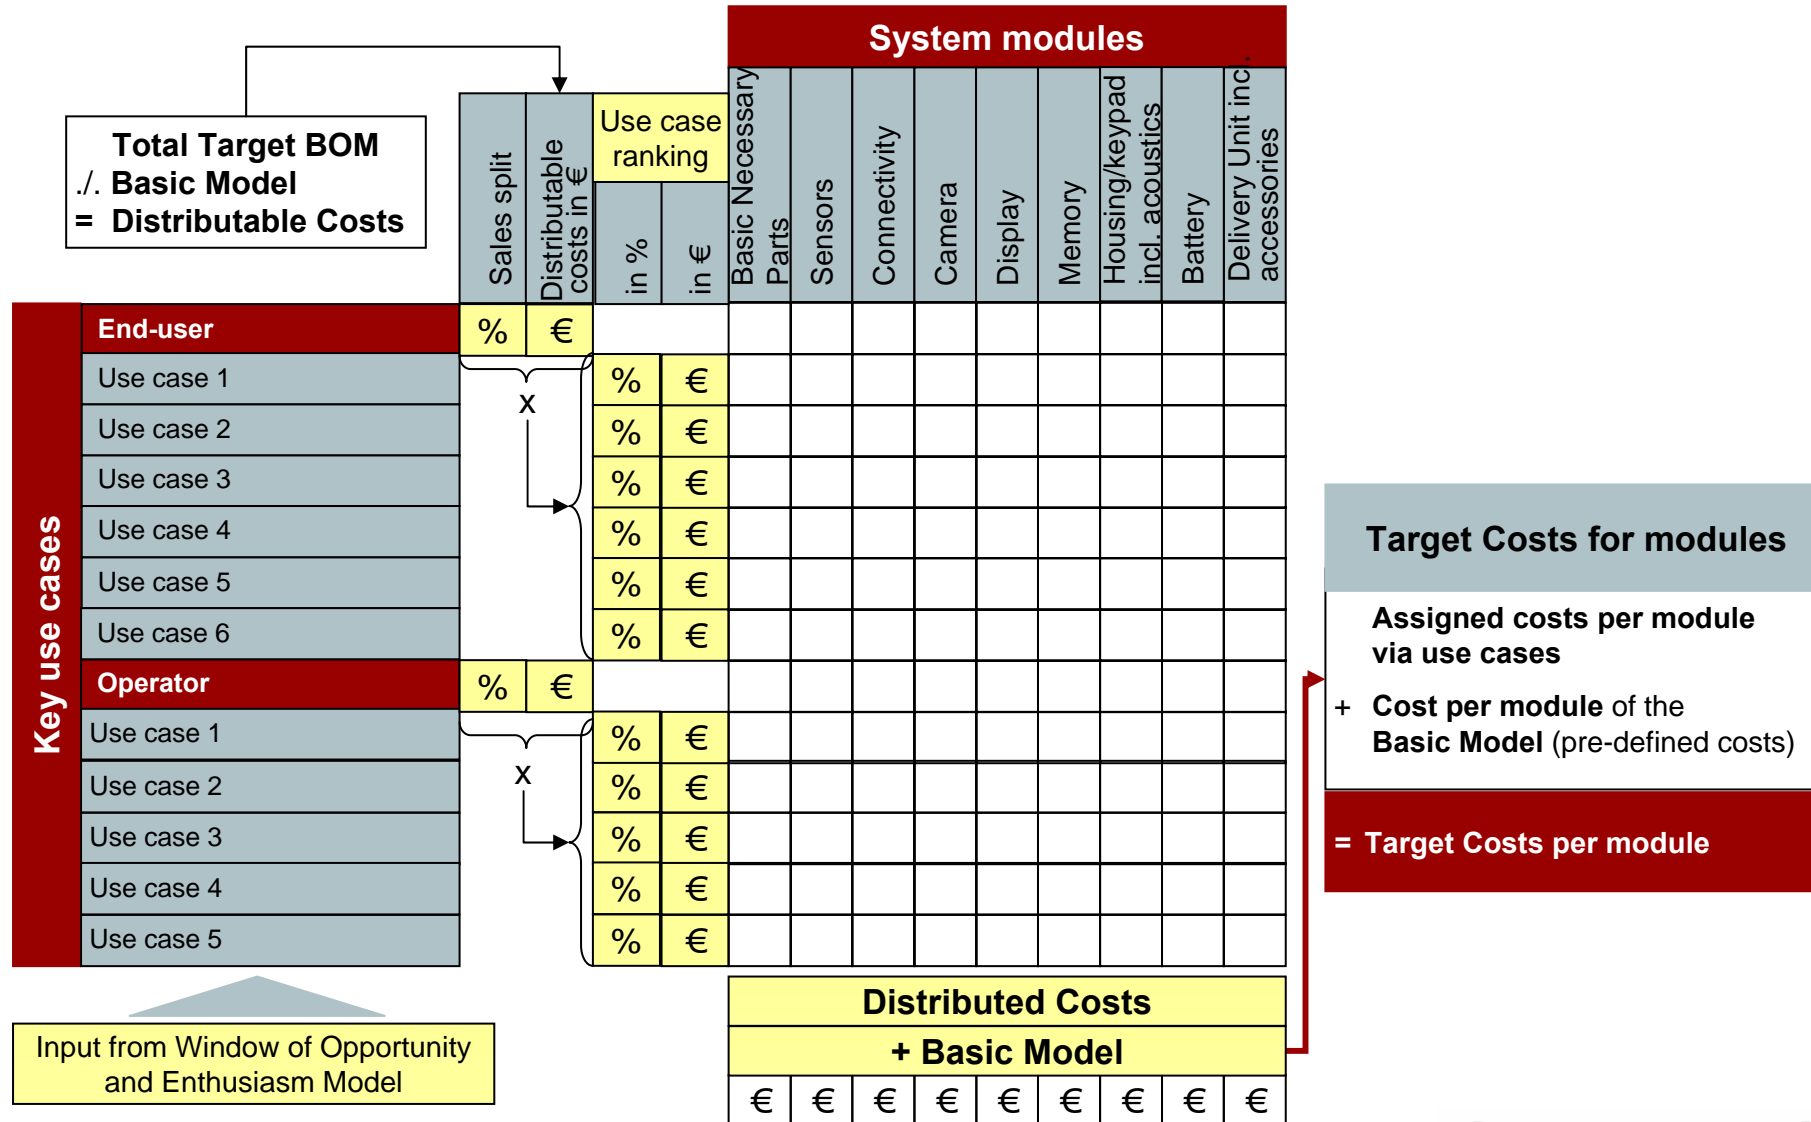 System modules
Total Target BOM
./. Basic Model
= Distributable Costs
Sales split
Distributable
costs in €
Use case
ranking
in %
in €
Basic Necessary
Parts
Sensors
Connectivity
Camera
Display
Memory
Housing/keypad
incl. acoustics
Battery
Delivery Unit incl.
accessories
Key use cases
End-user
% €
Use case 1
% €
x
Use case 2
% €
Use case 3
% €
Use case 4
% €
Use case 5
% €
Use case 6
% €
Operator
% €
Use case 1
% €
x
Use case 2
% €
Use case 3
% €
Use case 4
% €
Use case 5
% €
Target Costs for modules
Assigned costs per module
via use cases
+ Cost per module of the
Basic Model (pre-defined costs)
= Target Costs per module
Distributed Costs
+ Basic Model
€ € € € € € € € €
Input from Window of Opportunity
and Enthusiasm Model